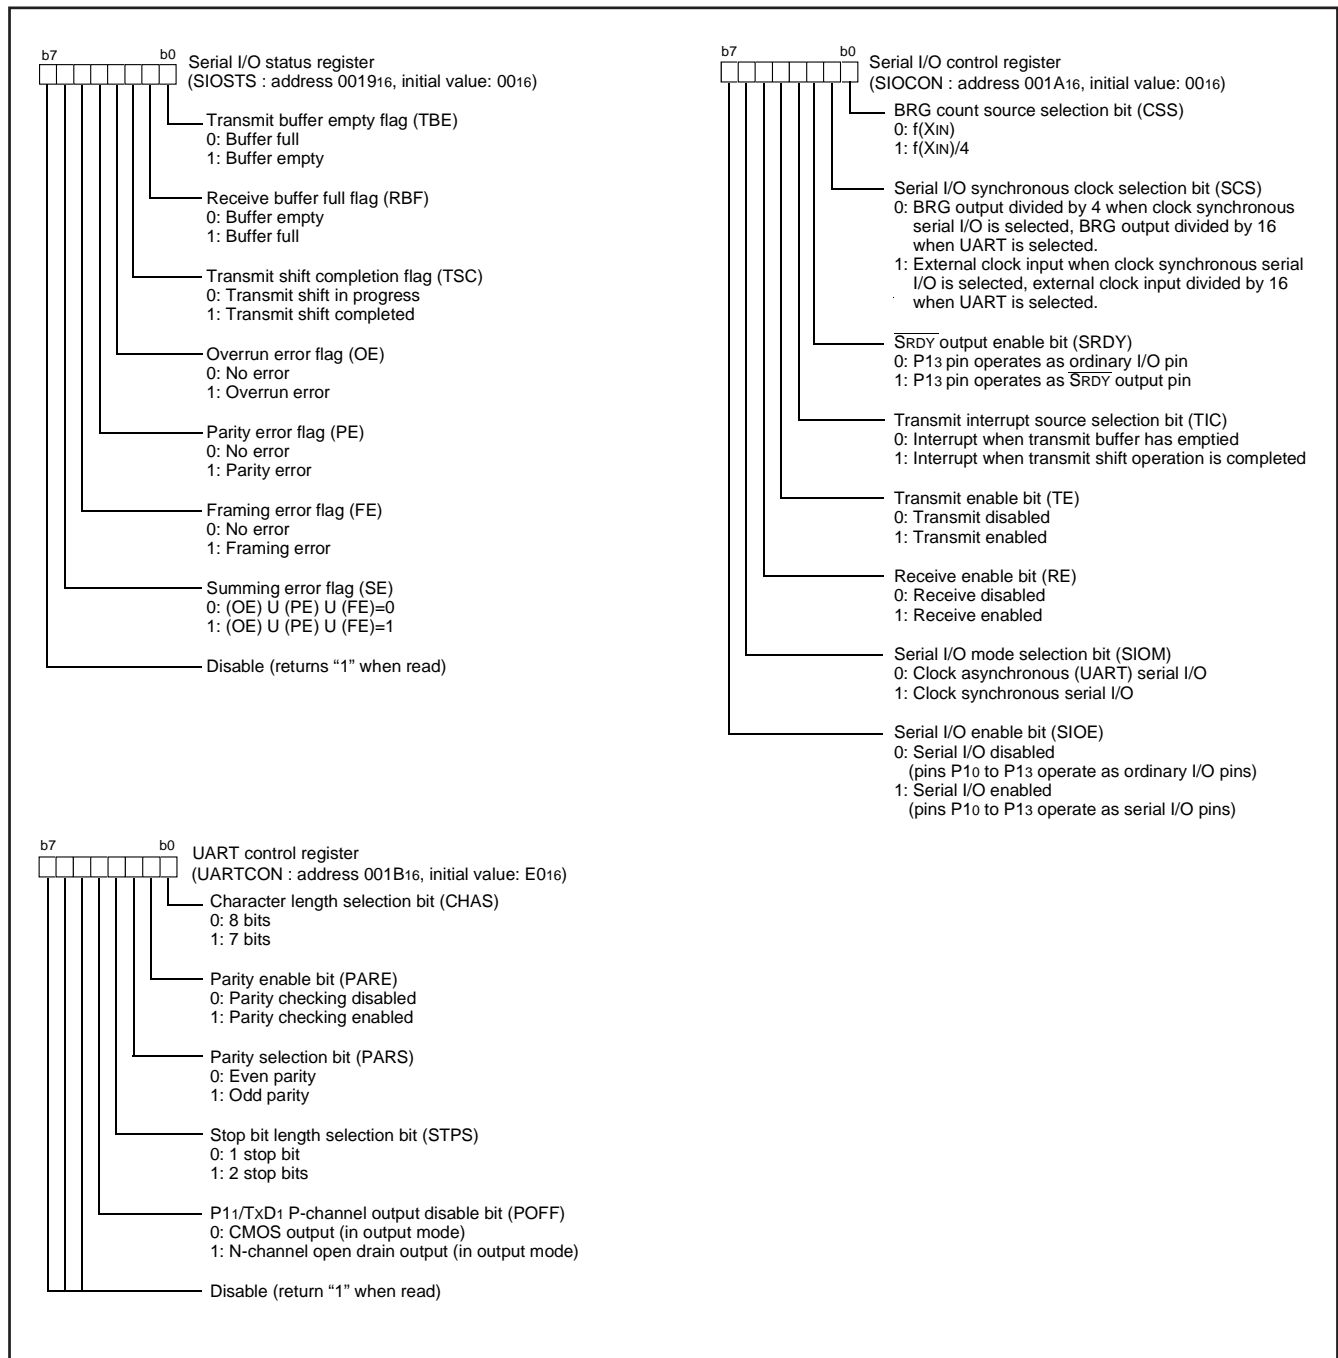 b7 b0
Serial I/O status register
(SIOSTS : address 001916, initial value: 0016)
Transmit buffer empty flag (TBE)
0: Buffer full
1: Buffer empty
Receive buffer full flag (RBF)
0: Buffer empty
1: Buffer full
Transmit shift completion flag (TSC)
0: Transmit shift in progress
1: Transmit shift completed
Overrun error flag (OE)
0: No error
1: Overrun error
Parity error flag (PE)
0: No error
1: Parity error
Framing error flag (FE)
0: No error
1: Framing error
Summing error flag (SE)
0: (OE) U (PE) U (FE)=0
1: (OE) U (PE) U (FE)=1
Disable (returns “1” when read)
b7 b0
Serial I/O control register
(SIOCON : address 001A16, initial value: 0016)
BRG count source selection bit (CSS)
0: f(XIN)
1: f(XIN)/4
Serial I/O synchronous clock selection bit (SCS)
0: BRG output divided by 4 when clock synchronous
serial I/O is selected, BRG output divided by 16
when UART is selected.
1: External clock input when clock synchronous serial
I/O is selected, external clock input divided by 16
when UART is selected.
SRDY output enable bit (SRDY)
0: P13 pin operates as ordinary I/O pin
1: P13 pin operates as SRDY output pin
Transmit interrupt source selection bit (TIC)
0: Interrupt when transmit buffer has emptied
1: Interrupt when transmit shift operation is completed
Transmit enable bit (TE)
0: Transmit disabled
1: Transmit enabled
Receive enable bit (RE)
0: Receive disabled
1: Receive enabled
Serial I/O mode selection bit (SIOM)
0: Clock asynchronous (UART) serial I/O
1: Clock synchronous serial I/O
Serial I/O enable bit (SIOE)
0: Serial I/O disabled
(pins P10 to P13 operate as ordinary I/O pins)
1: Serial I/O enabled
(pins P10 to P13 operate as serial I/O pins)
b7 b0
UART control register
(UARTCON : address 001B16, initial value: E016)
Character length selection bit (CHAS)
0: 8 bits
1: 7 bits
Parity enable bit (PARE)
0: Parity checking disabled
1: Parity checking enabled
Parity selection bit (PARS)
0: Even parity
1: Odd parity
Stop bit length selection bit (STPS)
0: 1 stop bit
1: 2 stop bits
P11/TXD1 P-channel output disable bit (POFF)
0: CMOS output (in output mode)
1: N-channel open drain output (in output mode)
Disable (return “1” when read)